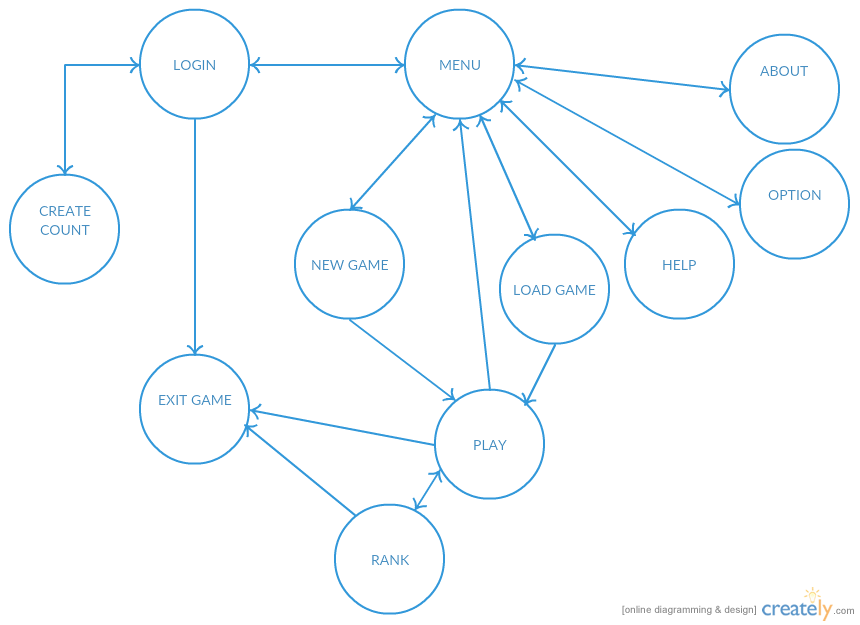 LOGIN
MENU
ABOUT
CREATE
COUNT
OPTION
NEW GAME
LOAD GAME
HELP
EXIT GAME
PLAY
RANK
[online diagramming & design] creately.com